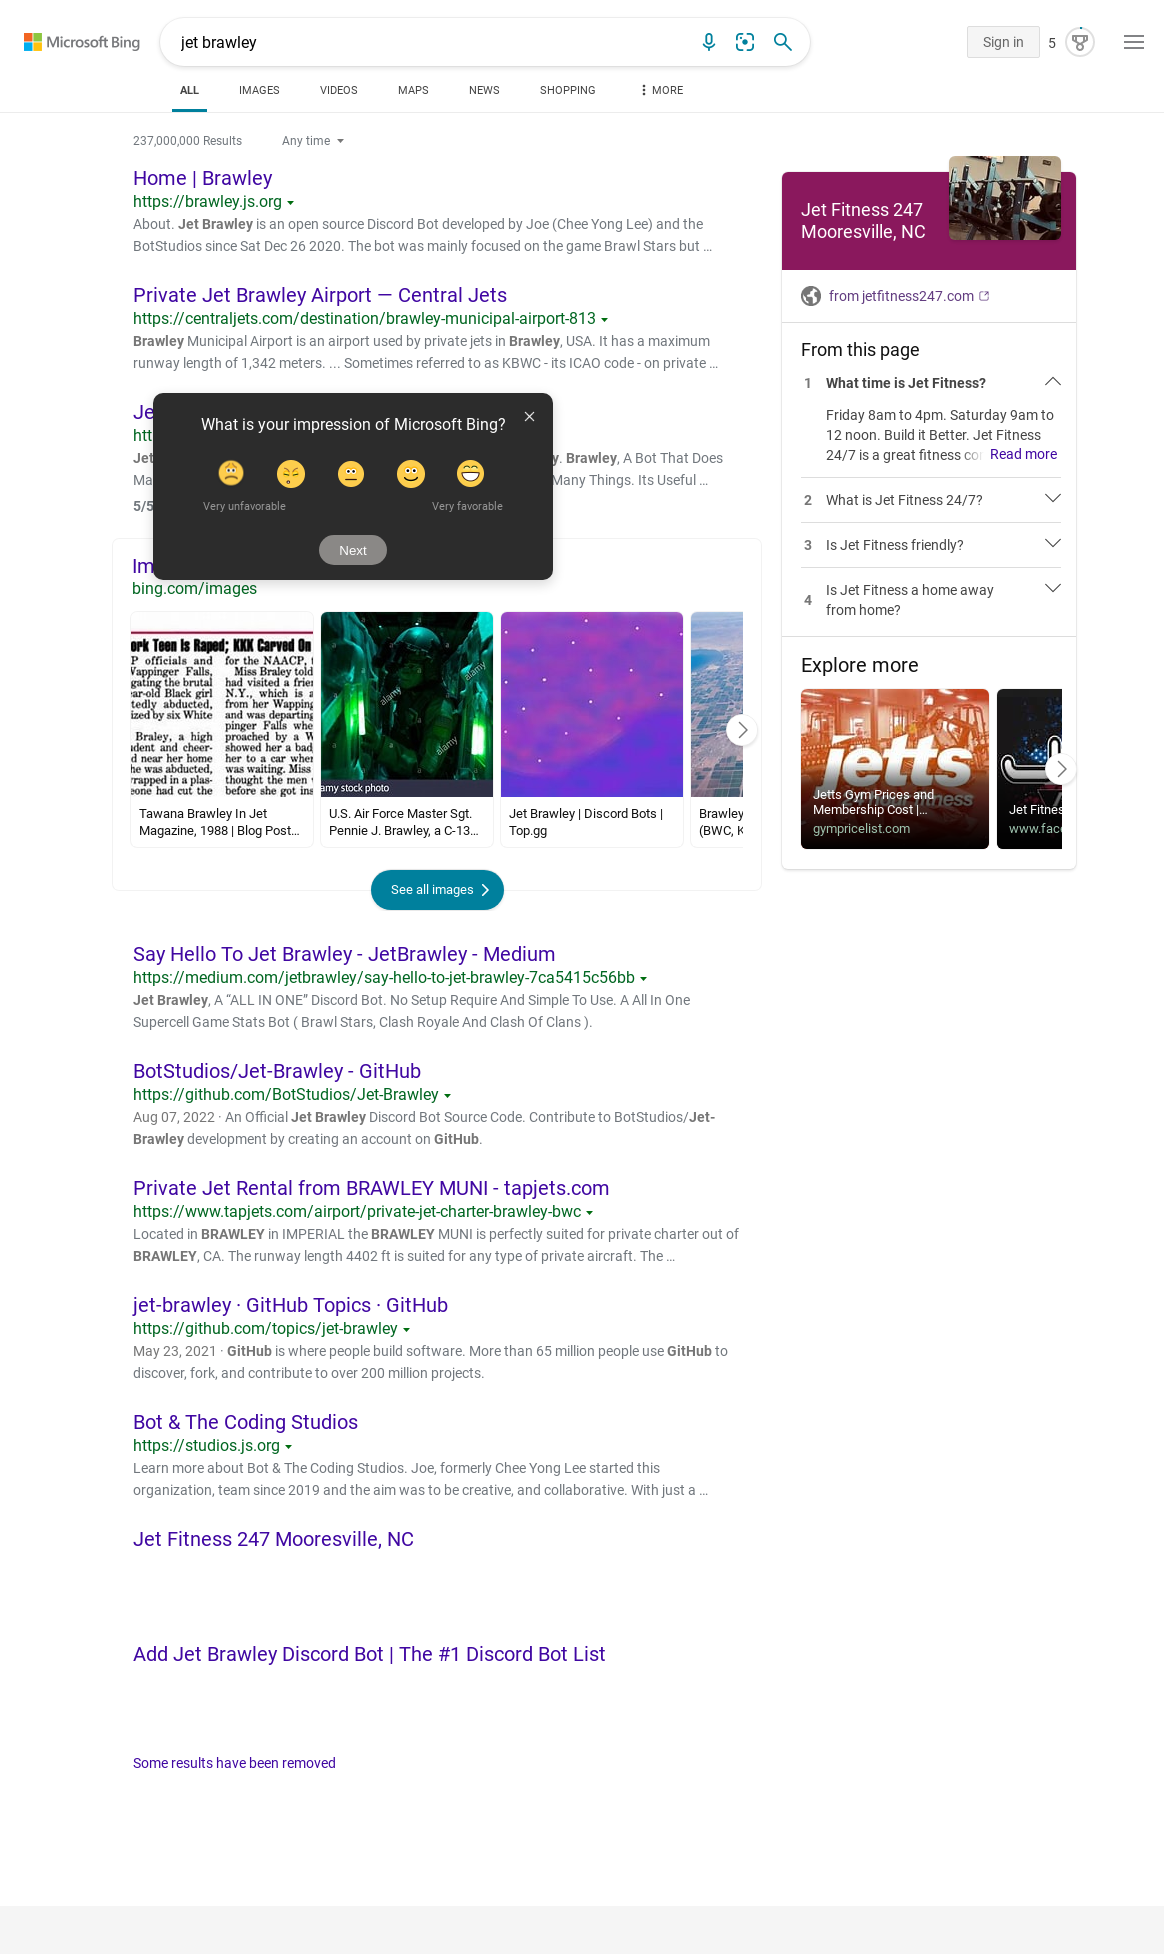 Microsoft Bing
jet brawley
Sign in
5
ALL
IMAGES
VIDEOS
MAPS
NEWS
SHOPPING
MORE
237,000,000 Results
Any time
Home | Brawley
https://brawley.js.org
About. Jet Brawley is an open source Discord Bot developed by Joe (Chee Yong Lee) and the
BotStudios since Sat Dec 26 2020. The bot was mainly focused on the game Brawl Stars but ...
Private Jet Brawley Airport — Central Jets
https://centraljets.com/destination/brawley-municipal-airport-813
Brawley Municipal Airport is an airport used by private jets in Brawley, USA. It has a maximum
runway length of 1,342 meters. ... Sometimes referred to as KBWC - its ICAO code - on private ...
Je
htt
Jet
y. Brawley, A Bot That Does
Ma
Many Things. Its Useful ...
5/5
What is your impression of Microsoft Bing?
Very unfavorable
Very favorable
Next
Im
bing.com/images
ork Teen Is Raped; KKK Carved On
P officials and
Wappinger Falls,
gating the brutal
ear-old Black girl
tedly abducted,
ized by six White
Braley, a high
dent and cheer-
d near her home
he was abducted,
wrapped in a plas-
eone had cut the
for the NAACP,
Miss Braley told
had visited a frie
N.Y., which is a
from her Wapping
and was departing
pinger Falls whe
proached by a W
showed her a bad
her to a car whe
was waiting. Miss
thought the men
before she got in
alamy
alamy
amy stock photo
Tawana Brawley In Jet
Magazine, 1988 | Blog Post...
U.S. Air Force Master Sgt.
Pennie J. Brawley, a C-13...
Jet Brawley | Discord Bots |
Top.gg
Brawley
(BWC, K
See all images
Say Hello To Jet Brawley - JetBrawley - Medium
https://medium.com/jetbrawley/say-hello-to-jet-brawley-7ca5415c56bb
Jet Brawley, A “ALL IN ONE” Discord Bot. No Setup Require And Simple To Use. A All In One
Supercell Game Stats Bot ( Brawl Stars, Clash Royale And Clash Of Clans ).
BotStudios/Jet-Brawley - GitHub
https://github.com/BotStudios/Jet-Brawley
Aug 07, 2022 · An Official Jet Brawley Discord Bot Source Code. Contribute to BotStudios/Jet-
Brawley development by creating an account on GitHub.
Private Jet Rental from BRAWLEY MUNI - tapjets.com
https://www.tapjets.com/airport/private-jet-charter-brawley-bwc
Located in BRAWLEY in IMPERIAL the BRAWLEY MUNI is perfectly suited for private charter out of
BRAWLEY, CA. The runway length 4402 ft is suited for any type of private aircraft. The ...
jet-brawley · GitHub Topics · GitHub
https://github.com/topics/jet-brawley
May 23, 2021 · GitHub is where people build software. More than 65 million people use GitHub to
discover, fork, and contribute to over 200 million projects.
Bot & The Coding Studios
https://studios.js.org
Learn more about Bot & The Coding Studios. Joe, formerly Chee Yong Lee started this
organization, team since 2019 and the aim was to be creative, and collaborative. With just a ...
Jet Fitness 247 Mooresville, NC
Add Jet Brawley Discord Bot | The #1 Discord Bot List
Some results have been removed
Jet Fitness 247
Mooresville, NC
from jetfitness247.com
From this page
1 What time is Jet Fitness?
Friday 8am to 4pm. Saturday 9am to
12 noon. Build it Better. Jet Fitness
24/7 is a great fitness con Read more
2 What is Jet Fitness 24/7?
3 Is Jet Fitness friendly?
4 Is Jet Fitness a home away
from home?
Explore more
jetts
24 hour fitness
Jetts Gym Prices and
Membership Cost |...
gympricelist.com
Jet Fitnes
www.face